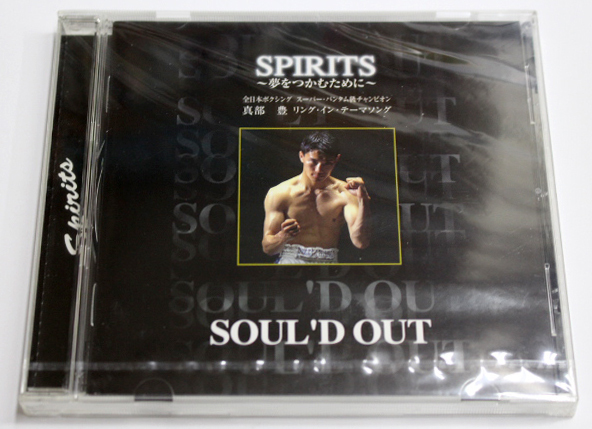 SPIRITS
~夢をつかむために~
全日本ボクシング スーパー・バンタム級チャンピオン
真部 豊 リング・イン・テーマソング
SOUL'D OUT
SOUL'D OUT
Spirits